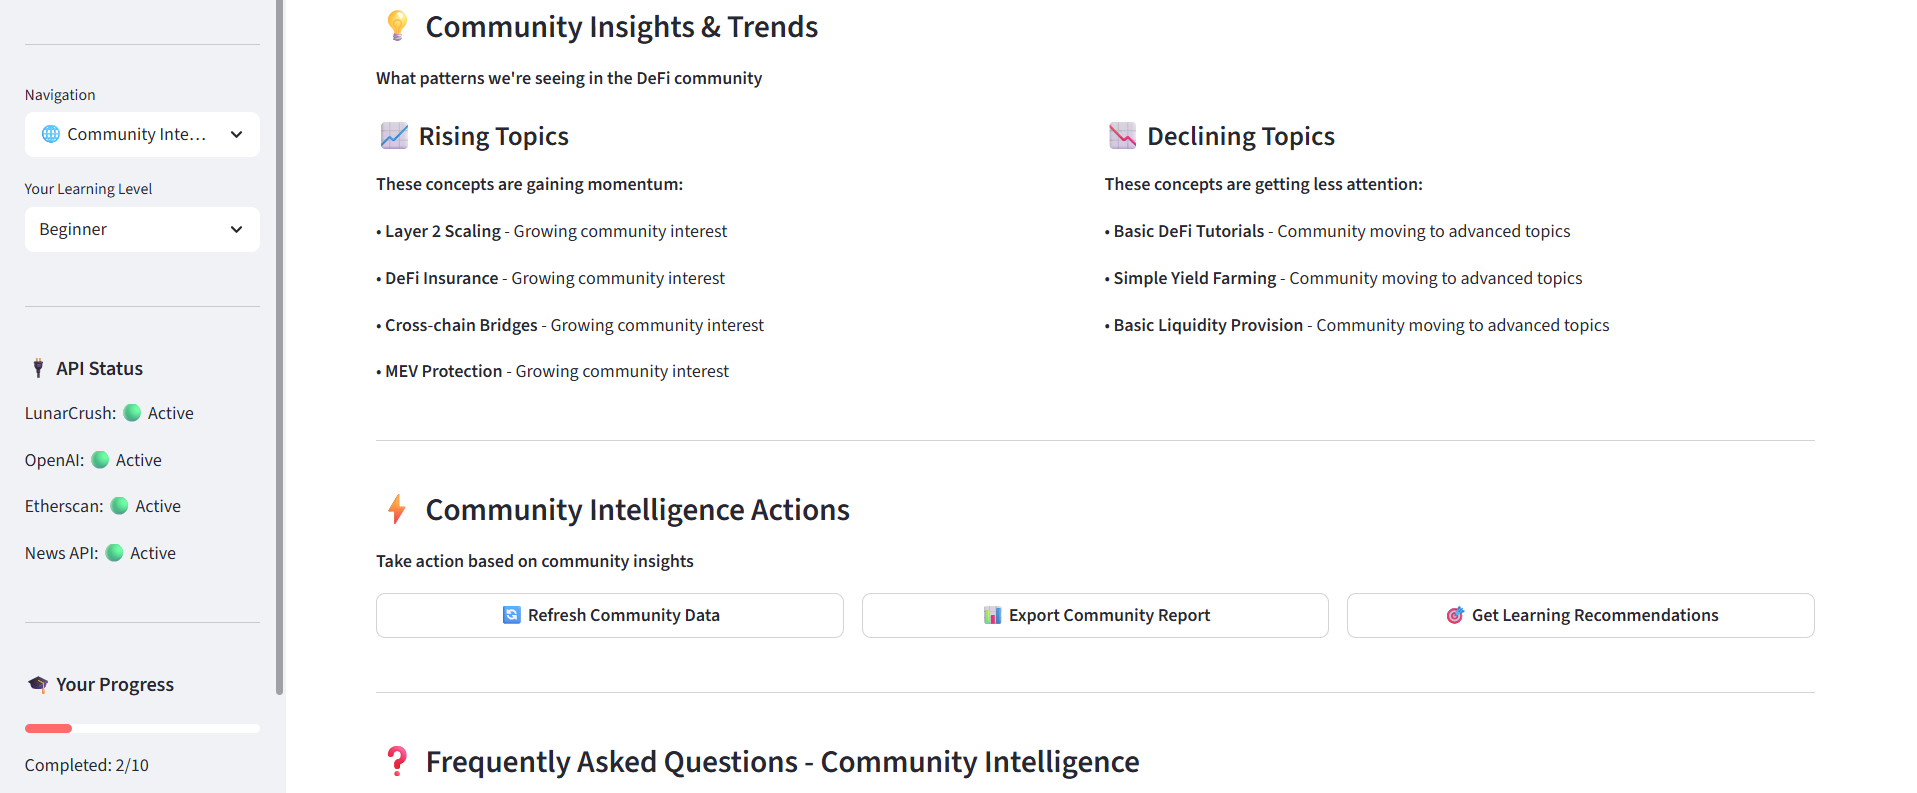 Navigation
Community Inte...
Your Learning Level
Beginner
API Status
LunarCrush: Active
OpenAI: Active
Etherscan: Active
News API: Active
Your Progress
Completed: 2/10
Community Insights & Trends
What patterns we're seeing in the DeFi community
Rising Topics
These concepts are gaining momentum:
• Layer 2 Scaling - Growing community interest
• DeFi Insurance - Growing community interest
• Cross-chain Bridges - Growing community interest
• MEV Protection - Growing community interest
Declining Topics
These concepts are getting less attention:
• Basic DeFi Tutorials - Community moving to advanced topics
• Simple Yield Farming - Community moving to advanced topics
• Basic Liquidity Provision - Community moving to advanced topics
Community Intelligence Actions
Take action based on community insights
Refresh Community Data
Export Community Report
Get Learning Recommendations
Frequently Asked Questions - Community Intelligence